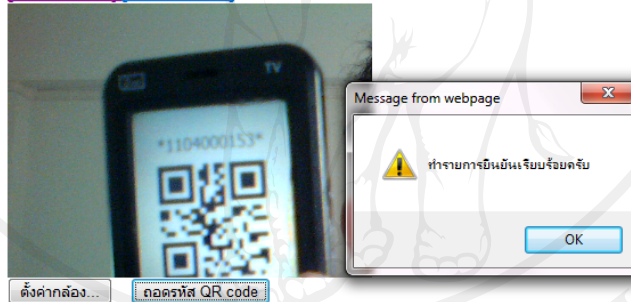 TV
*1104000153*
Message from webpage
ทำรายการยืนยันเรียบร้อยครับ
OK
ตั้งค่ากล้อง...
ถอดรหัส QR code